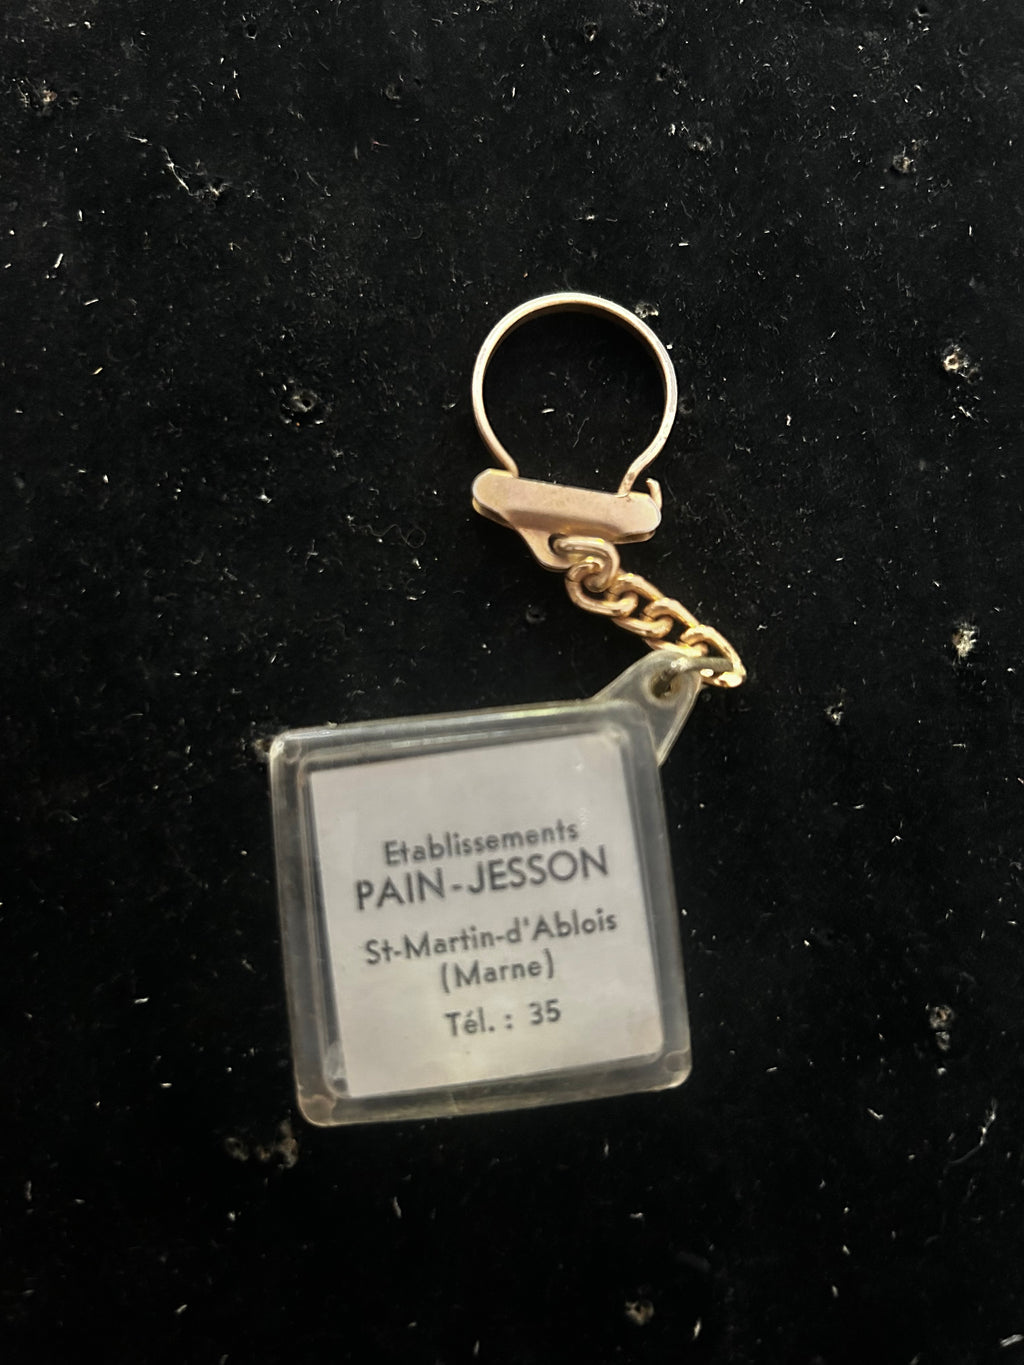 Etablissements
PAIN-JESSON
St-Martin-d'Ablois
(Marne)
Tél. : 35